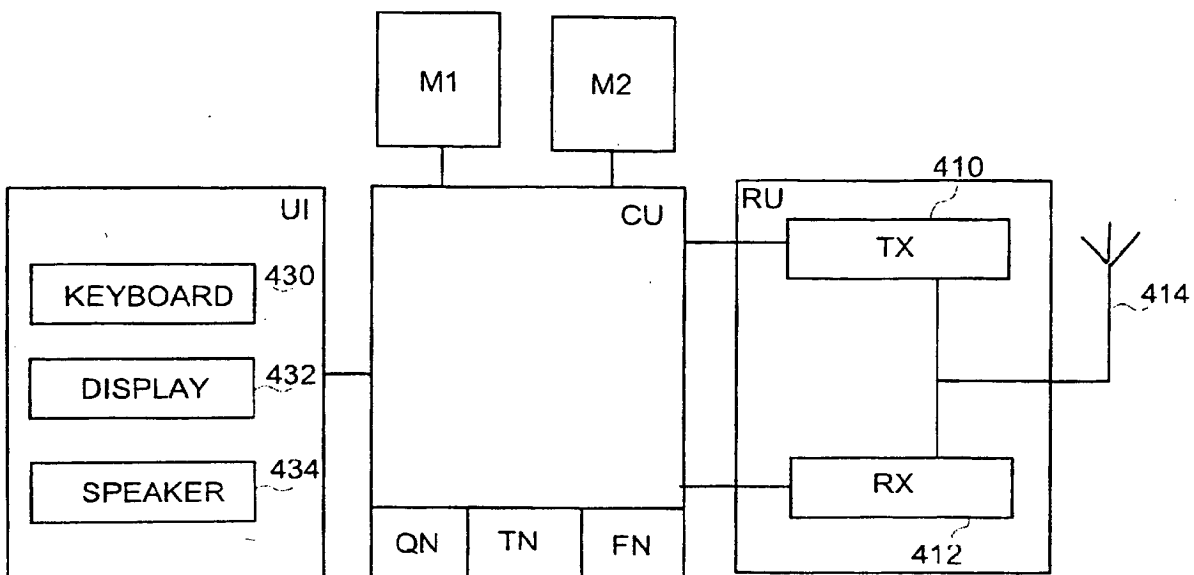 M1
M2
UI
KEYBOARD
430
DISPLAY
432
SPEAKER
434
CU
QN
TN
FN
RU
410
TX
414
RX
412